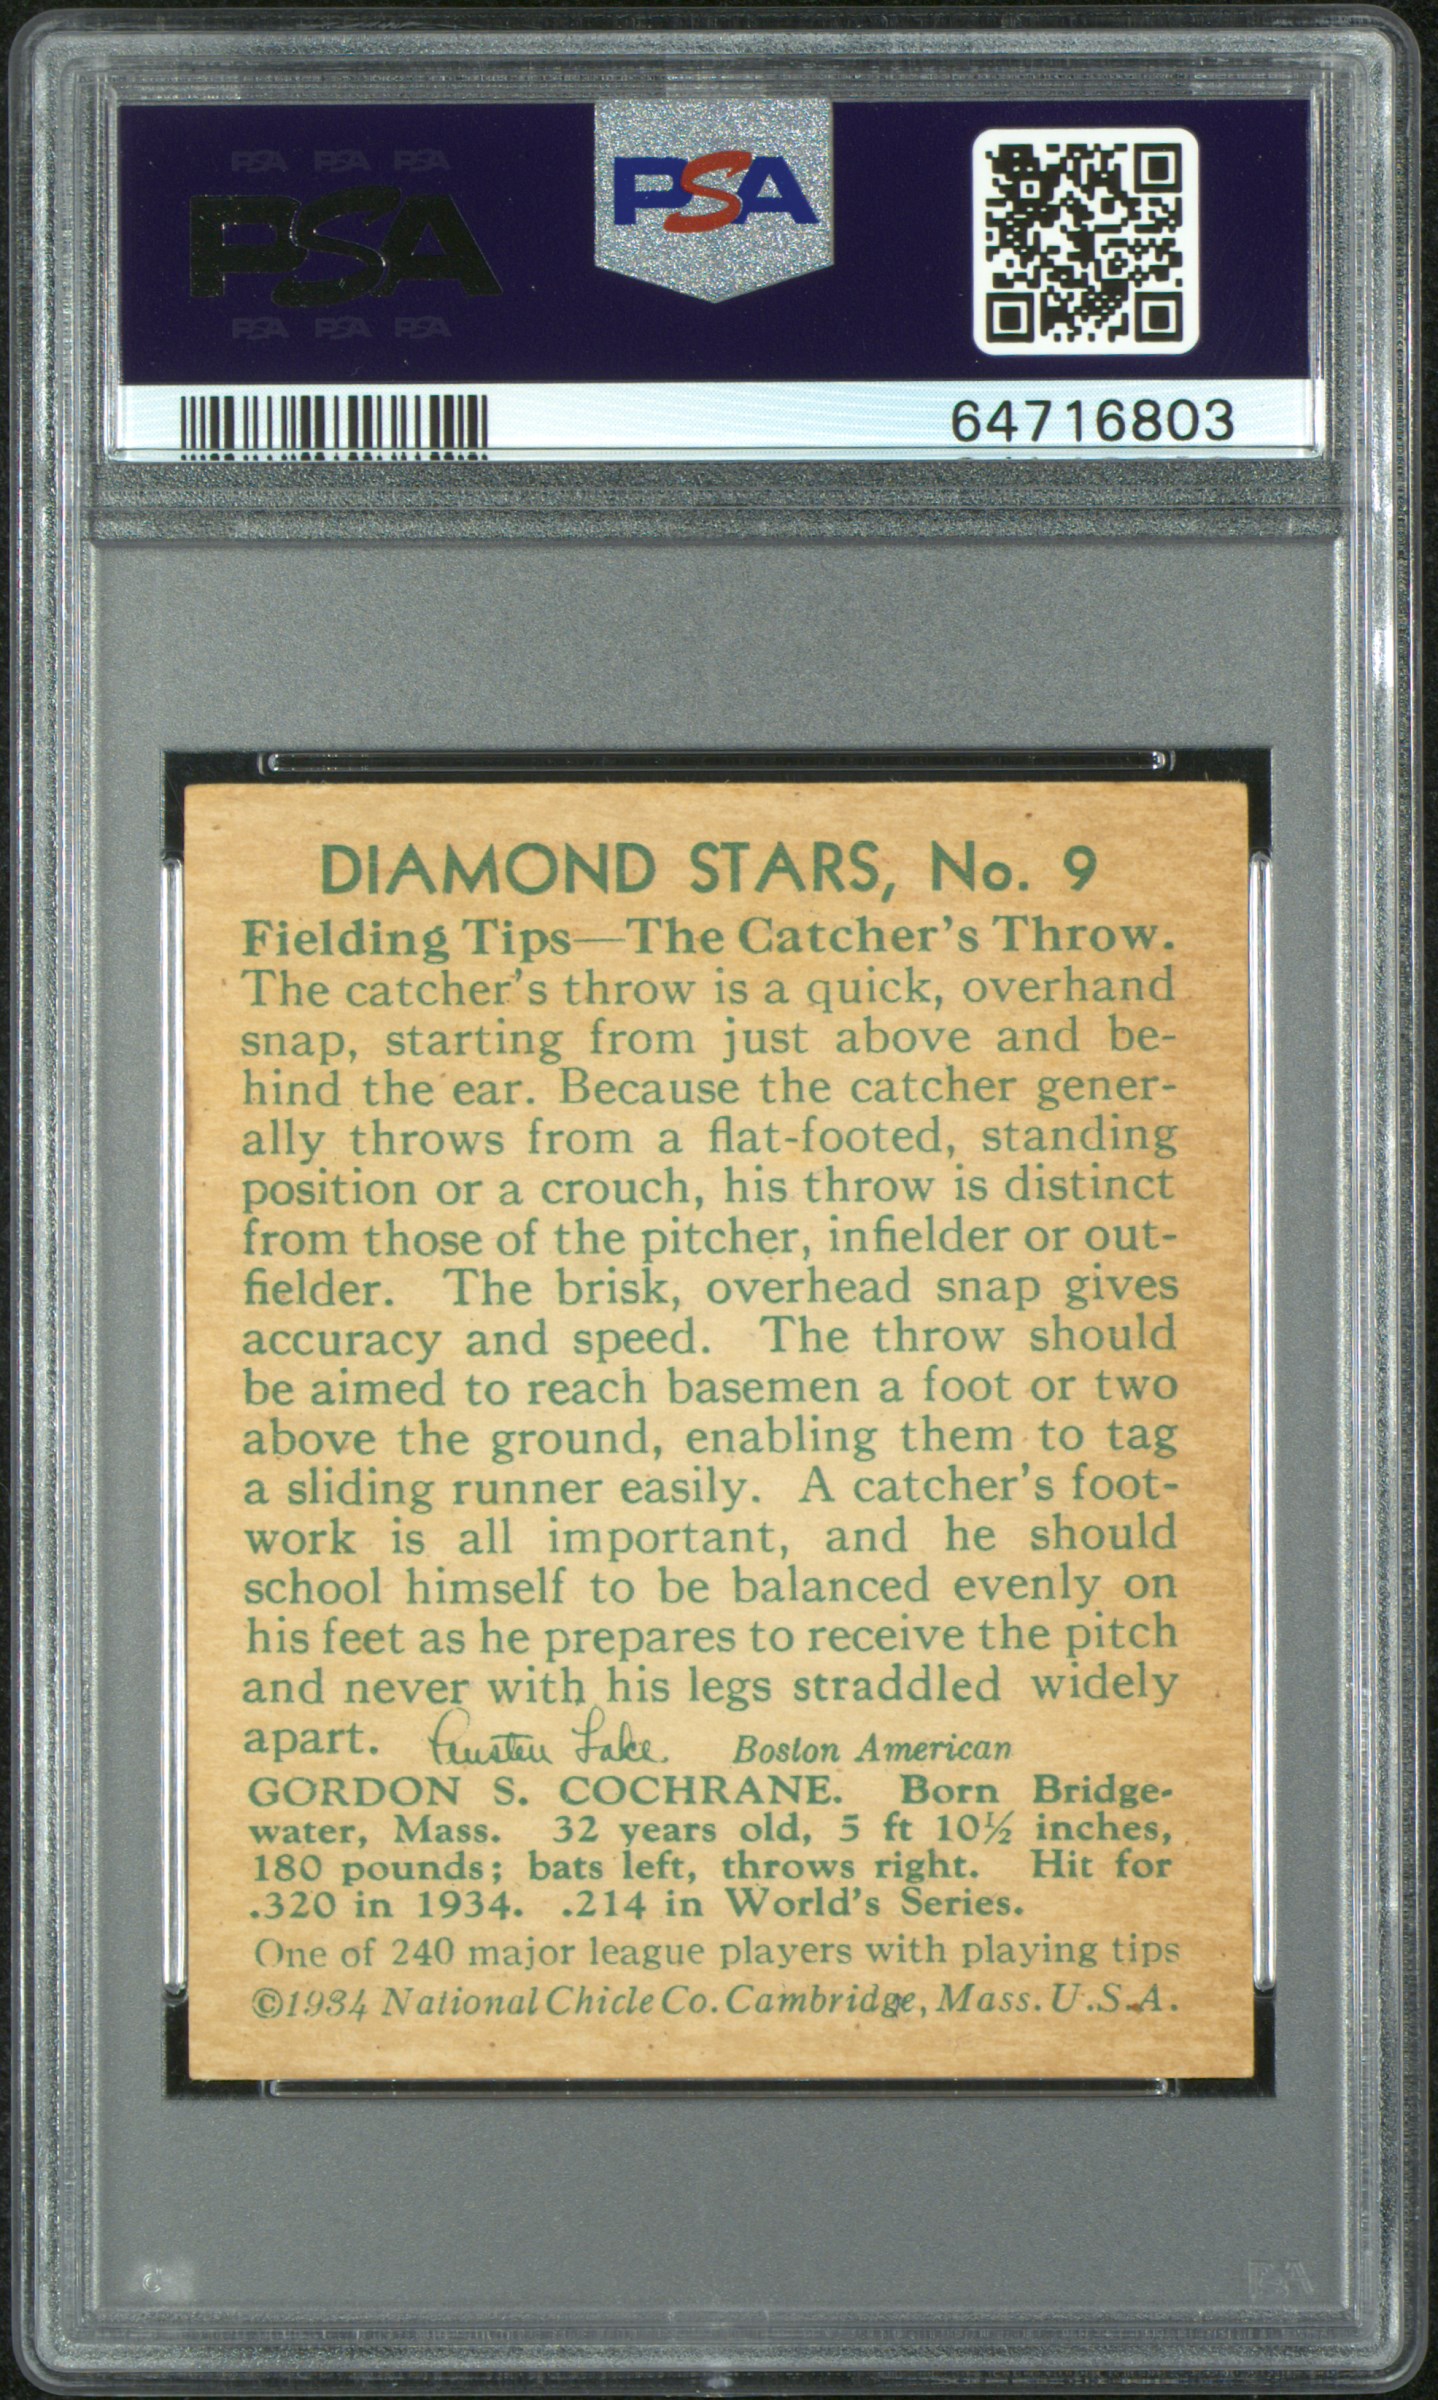 PSA PSA PSA
PSA
PSA PSA PSA
PSA
64716803
DIAMOND STARS, No. 9
Fielding Tips—The Catcher's Throw.
The catcher's throw is a quick, overhand
snap, starting from just above and be-
hind the ear. Because the catcher gener-
ally throws from a flat-footed, standing
position or a crouch, his throw is distinct
from those of the pitcher, infielder or out-
fielder. The brisk, overhead snap gives
accuracy and speed. The throw should
be aimed to reach basemen a foot or two
above the ground, enabling them to tag
a sliding runner easily. A catcher's foot-
work is all important, and he should
school himself to be balanced evenly on
his feet as he prepares to receive the pitch
and never with his legs straddled widely
apart. Austen Lake. Boston American
GORDON S. COCHRANE. Born Bridge-
water, Mass. 32 years old, 5 ft 10½ inches,
180 pounds; bats left, throws right. Hit for
.320 in 1934. .214 in World's Series.
One of 240 major league players with playing tips
©1934 National Chicle Co. Cambridge, Mass. U.S.A.
PSA